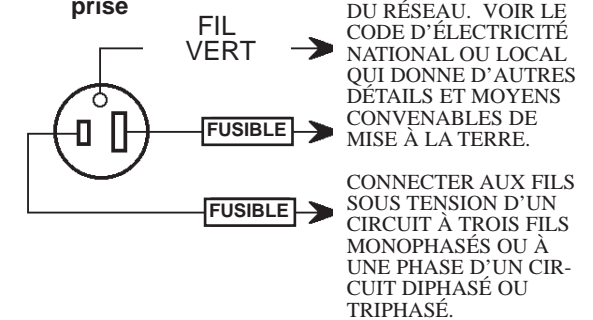 prise
FIL
VERT
DU RÉSEAU. VOIR LE
CODE D'ÉLECTRICITÉ
NATIONAL OU LOCAL
QUI DONNE D'AUTRES
DÉTAILS ET MOYENS
CONVENABLES DE
MISE À LA TERRE.
FUSIBLE
FUSIBLE
CONNECTER AUX FILS
SOUS TENSION D'UN
CIRCUIT À TROIS FILS
MONOPHASÉS OU À
UNE PHASE D'UN CIR-
CUIT DIPHASÉ OU
TRIPHASÉ.